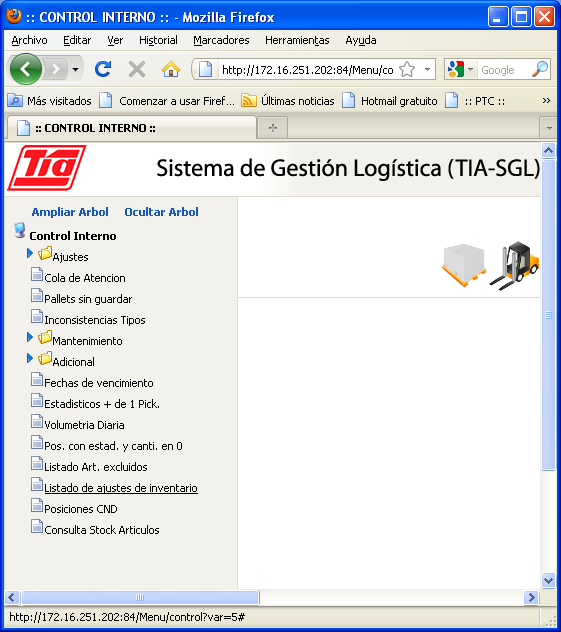 :: CONTROL INTERNO :: - Mozilla Firefox
Archivo Editar Ver Historial Marcadores Herramientas Ayuda
http://172.16.251.202:84/Menu/co Google
Más visitados Comenzar a usar Firef... Últimas noticias Hotmail gratuito :: PTC :: »
:: CONTROL INTERNO ::
Tia Sistema de Gestión Logística (TIA-SGL)
Ampliar Arbol Ocultar Arbol
Control Interno
Ajustes
Cola de Atencion
Pallets sin guardar
Inconsistencias Tipos
Mantenimiento
Adicional
Fechas de vencimiento
Estadisticos + de 1 Pick.
Volumetria Diaria
Pos. con estad. y canti. en 0
Listado Art. excluidos
Listado de ajustes de inventario
Posiciones CND
Consulta Stock Articulos
http://172.16.251.202:84/Menu/control?var=5#